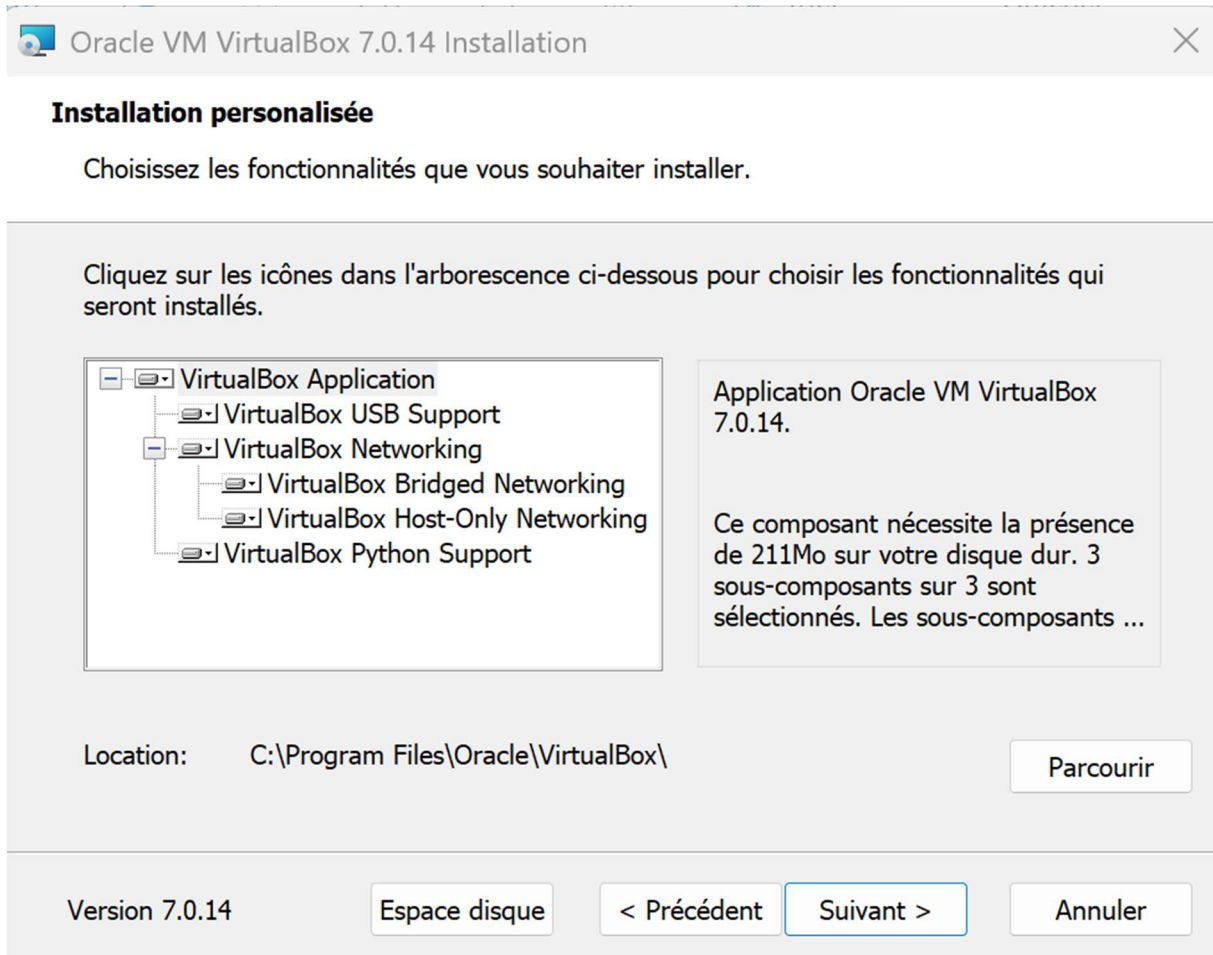 Oracle VM VirtualBox 7.0.14 Installation
Installation personalisée
Choisissez les fonctionnalités que vous souhaiter installer.
Cliquez sur les icônes dans l'arborescence ci-dessous pour choisir les fonctionnalités qui
seront installés.
VirtualBox Application
VirtualBox USB Support
VirtualBox Networking
VirtualBox Bridged Networking
VirtualBox Host-Only Networking
VirtualBox Python Support
Application Oracle VM VirtualBox
7.0.14.
Ce composant nécessite la présence
de 211Mo sur votre disque dur. 3
sous-composants sur 3 sont
sélectionnés. Les sous-composants ...
Location: C:\Program Files\Oracle\VirtualBox\
Parcourir
Version 7.0.14
Espace disque
< Précédent
Suivant >
Annuler